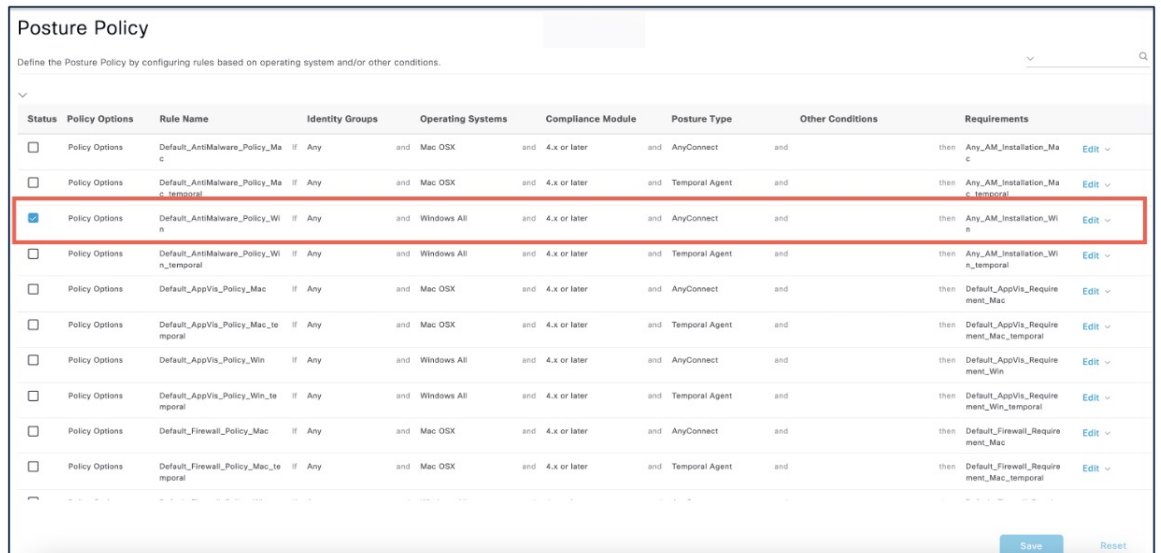 Posture Policy
Define the Posture Policy by configuring rules based on operating system and/or other conditions.
Status Policy Options Rule Name Identity Groups Operating Systems Compliance Module Posture Type Other Conditions Requirements
Policy Options Default_AntiMalware_Policy_Ma If Any and Mac OSX and 4.x or later and AnyConnect and then Any_AM_Installation_Ma Edit
c c
Policy Options Default_AntiMalware_Policy_Ma If Any and Mac OSX and 4.x or later and Temporal Agent and then Any_AM_Installation_Ma Edit
c_temporal c_temporal
Policy Options Default_AntiMalware_Policy_Wi If Any and Windows All and 4.x or later and AnyConnect and then Any_AM_Installation_Wi Edit
n n
Policy Options Default_AntiMalware_Policy_Wi If Any and Windows All and 4.x or later and Temporal Agent and then Any_AM_Installation_Wi Edit
n_temporal n_temporal
Policy Options Default_AppVis_Policy_Mac If Any and Mac OSX and 4.x or later and AnyConnect and then Default_AppVis_Require Edit
ment_Mac
Policy Options Default_AppVis_Policy_Mac_te If Any and Mac OSX and 4.x or later and Temporal Agent and then Default_AppVis_Require Edit
mporal ment_Mac_temporal
Policy Options Default_AppVis_Policy_Win If Any and Windows All and 4.x or later and AnyConnect and then Default_AppVis_Require Edit
ment_Win
Policy Options Default_AppVis_Policy_Win_te If Any and Windows All and 4.x or later and Temporal Agent and then Default_AppVis_Require Edit
mporal ment_Win_temporal
Policy Options Default_Firewall_Policy_Mac If Any and Mac OSX and 4.x or later and AnyConnect and then Default_Firewall_Require Edit
ment_Mac
Policy Options Default_Firewall_Policy_Mac_te If Any and Mac OSX and 4.x or later and Temporal Agent and then Default_Firewall_Require Edit
mporal ment_Mac_temporal
Save Reset